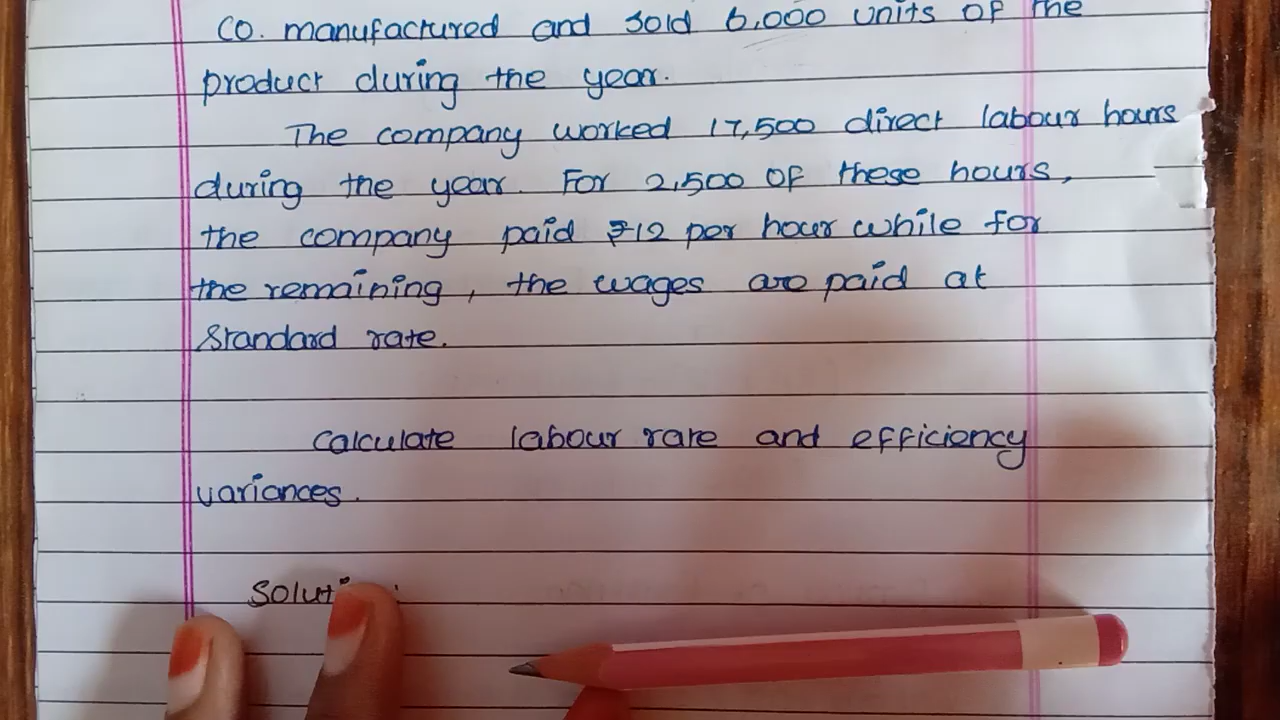 Co. manufactured and sold 6,000 units of the
product during the year.
The company worked 17,500 direct labour hours
during the year. For 2,500 of these hours,
the company paid ₹12 per hour while for
the remaining, the wages are paid at
Standard rate.
Calculate labour rate and efficiency
variances.